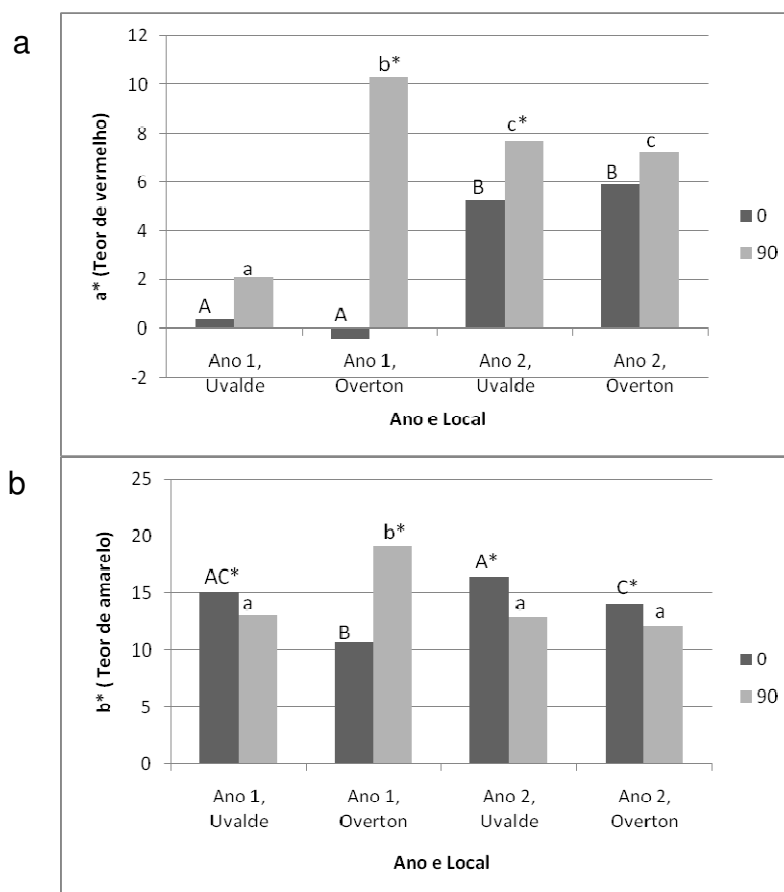 a
12
10
8
6
4
2
0
-2
a* (Teor de vermelho)
A
a
A
b*
B
c*
B
c
Ano 1,
Uvalde
Ano 1,
Overton
Ano 2,
Uvalde
Ano 2,
Overton
Ano e Local
0
90
b
25
20
15
10
5
0
b* ( Teor de amarelo)
AC*
a
B
b*
A*
a
C*
a
Ano 1,
Uvalde
Ano 1,
Overton
Ano 2,
Uvalde
Ano 2,
Overton
Ano e Local
0
90